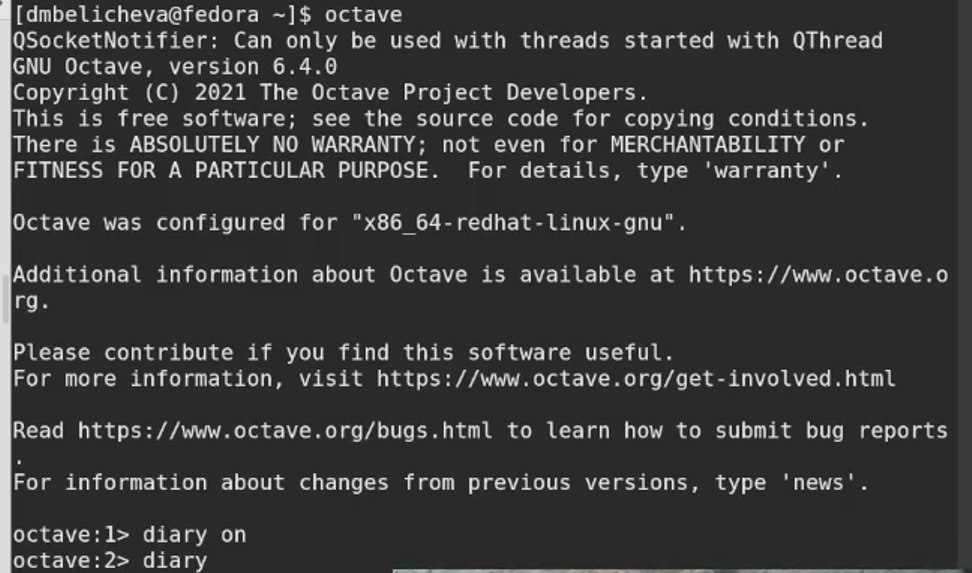 [dmbelicheva@fedora ~]$ octave
QSocketNotifier: Can only be used with threads started with QThread
GNU Octave, version 6.4.0
Copyright (C) 2021 The Octave Project Developers.
This is free software; see the source code for copying conditions.
There is ABSOLUTELY NO WARRANTY; not even for MERCHANTABILITY or
FITNESS FOR A PARTICULAR PURPOSE.  For details, type 'warranty'.

Octave was configured for "x86_64-redhat-linux-gnu".

Additional information about Octave is available at https://www.octave.o
rg.

Please contribute if you find this software useful.
For more information, visit https://www.octave.org/get-involved.html

Read https://www.octave.org/bugs.html to learn how to submit bug reports
.
For information about changes from previous versions, type 'news'.

octave:1> diary on
octave:2> diary